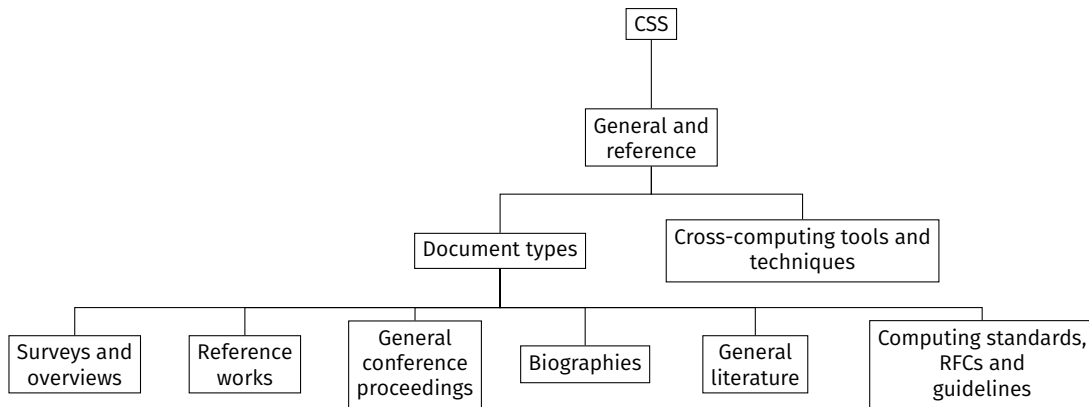 CSS
General and
reference
Document types
Cross-computing tools and
techniques
Surveys and
overviews
Reference
works
General
conference
proceedings
Biographies
General
literature
Computing standards,
RFCs and
guidelines